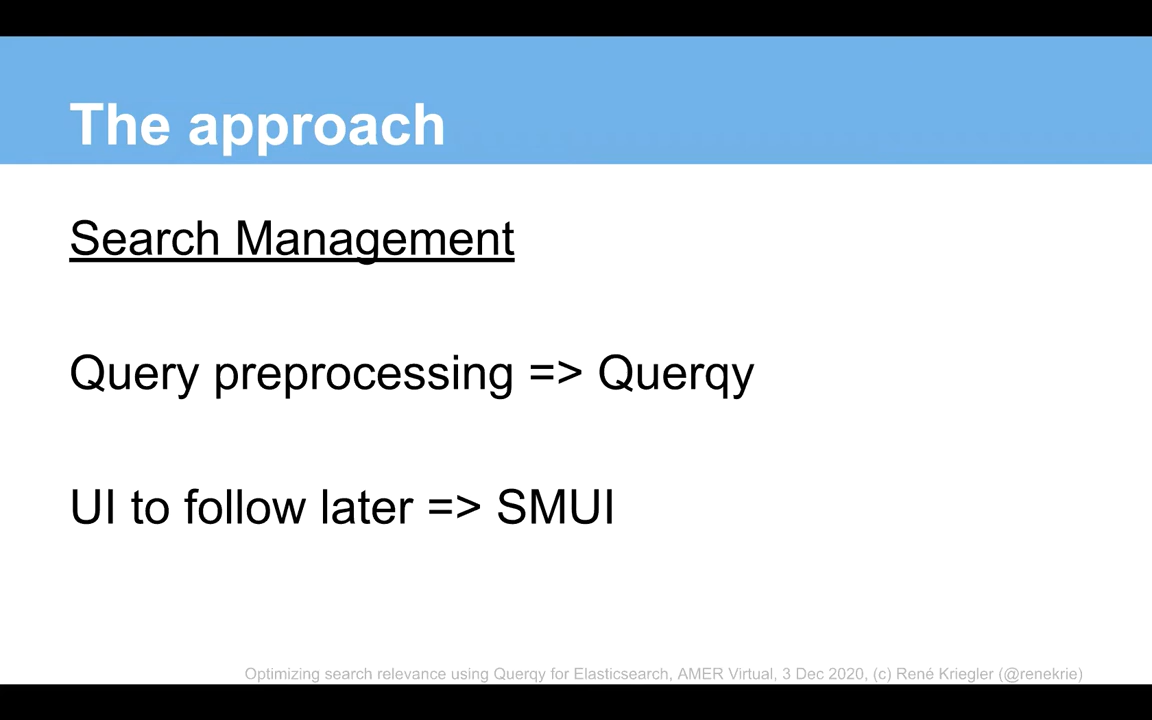 The approach
Search Management
Query preprocessing => Querqy
UI to follow later => SMUI
Optimizing search relevance using Querqy for Elasticsearch, AMER Virtual, 3 Dec 2020, (c) René Kriegler (@renekrie)